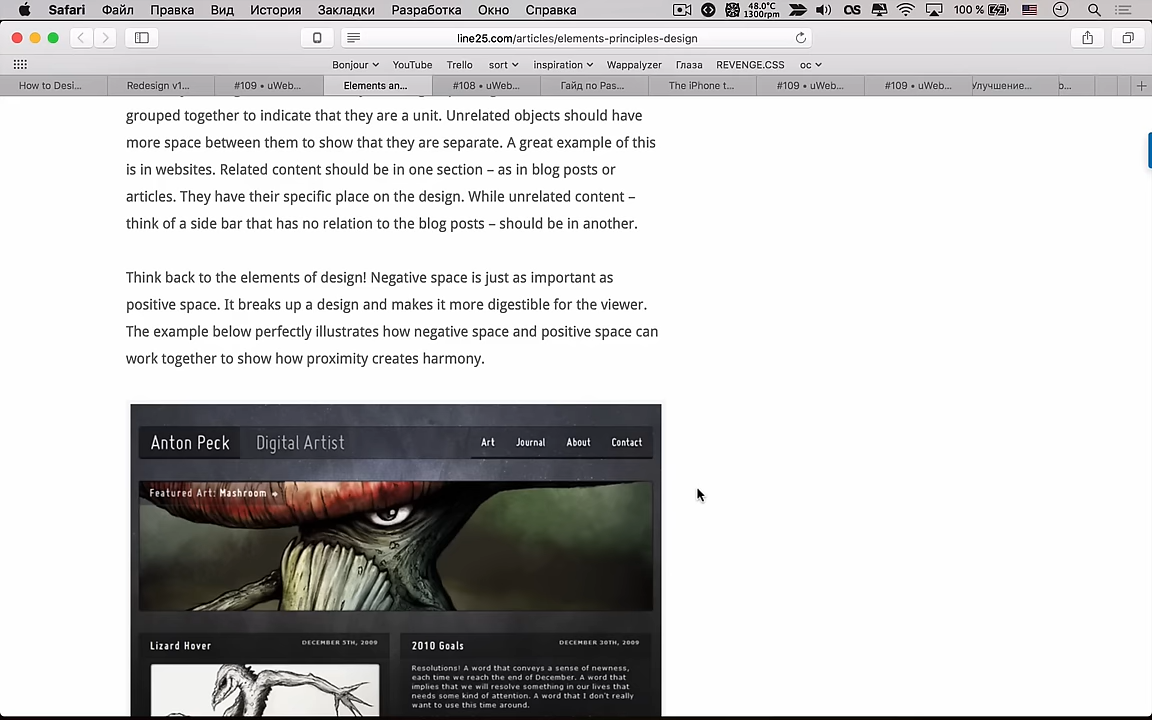 Safari Файл Правка Вид История Закладки Разработка Окно Справка 48.0°C 1300rpm 100 %
line25.com/articles/elements-principles-design
Bonjour YouTube Trello sort inspiration Wappalyzer Глаза REVENGE.CSS ос
How to Desi... Redesign v1... #109 • uWeb... Elements an... #108 • uWeb... Гайд по Pas... The iPhone t... #109 • uWeb... #109 • uWeb... Улучшение...
grouped together to indicate that they are a unit. Unrelated objects should have
more space between them to show that they are separate. A great example of this
is in websites. Related content should be in one section – as in blog posts or
articles. They have their specific place on the design. While unrelated content –
think of a side bar that has no relation to the blog posts – should be in another.
Think back to the elements of design! Negative space is just as important as
positive space. It breaks up a design and makes it more digestible for the viewer.
The example below perfectly illustrates how negative space and positive space can
work together to show how proximity creates harmony.
Anton Peck Digital Artist Art Journal About Contact
Featured Art: Mashroom
Lizard Hover DECEMBER 5TH, 2009
2010 Goals DECEMBER 30TH, 2009
Resolutions! A word that conveys a sense of newness,
each time we reach the end of December. A word that
implies that we will resolve something in our lives that
needs some kind of attention. A word that I don't really
want to use this time around.